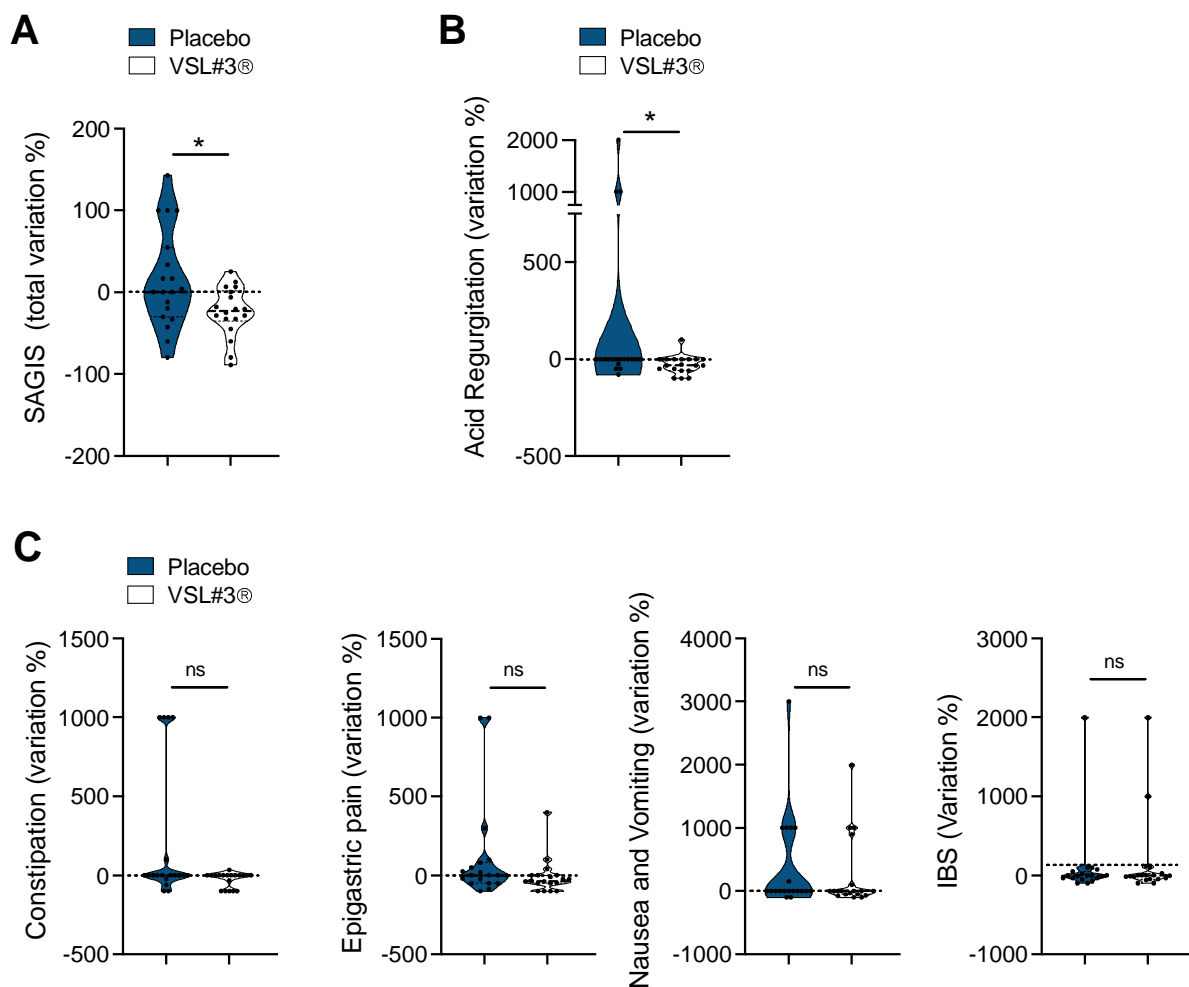 A
Placebo
VSL#3®
SAGIS (total variation %)
200
100
0
-100
-200
*
B
Placebo
VSL#3®
Acid Regurgitation (variation %)
2000
1000
500
0
-500
*
C
Placebo
VSL#3®
Constipation (variation %)
1500
1000
500
0
-500
ns
Epigastric pain (variation %)
1500
1000
500
0
-500
ns
Nausea and Vomiting (variation %)
4000
3000
2000
1000
0
-1000
ns
IBS (Variation %)
3000
2000
1000
0
-1000
ns